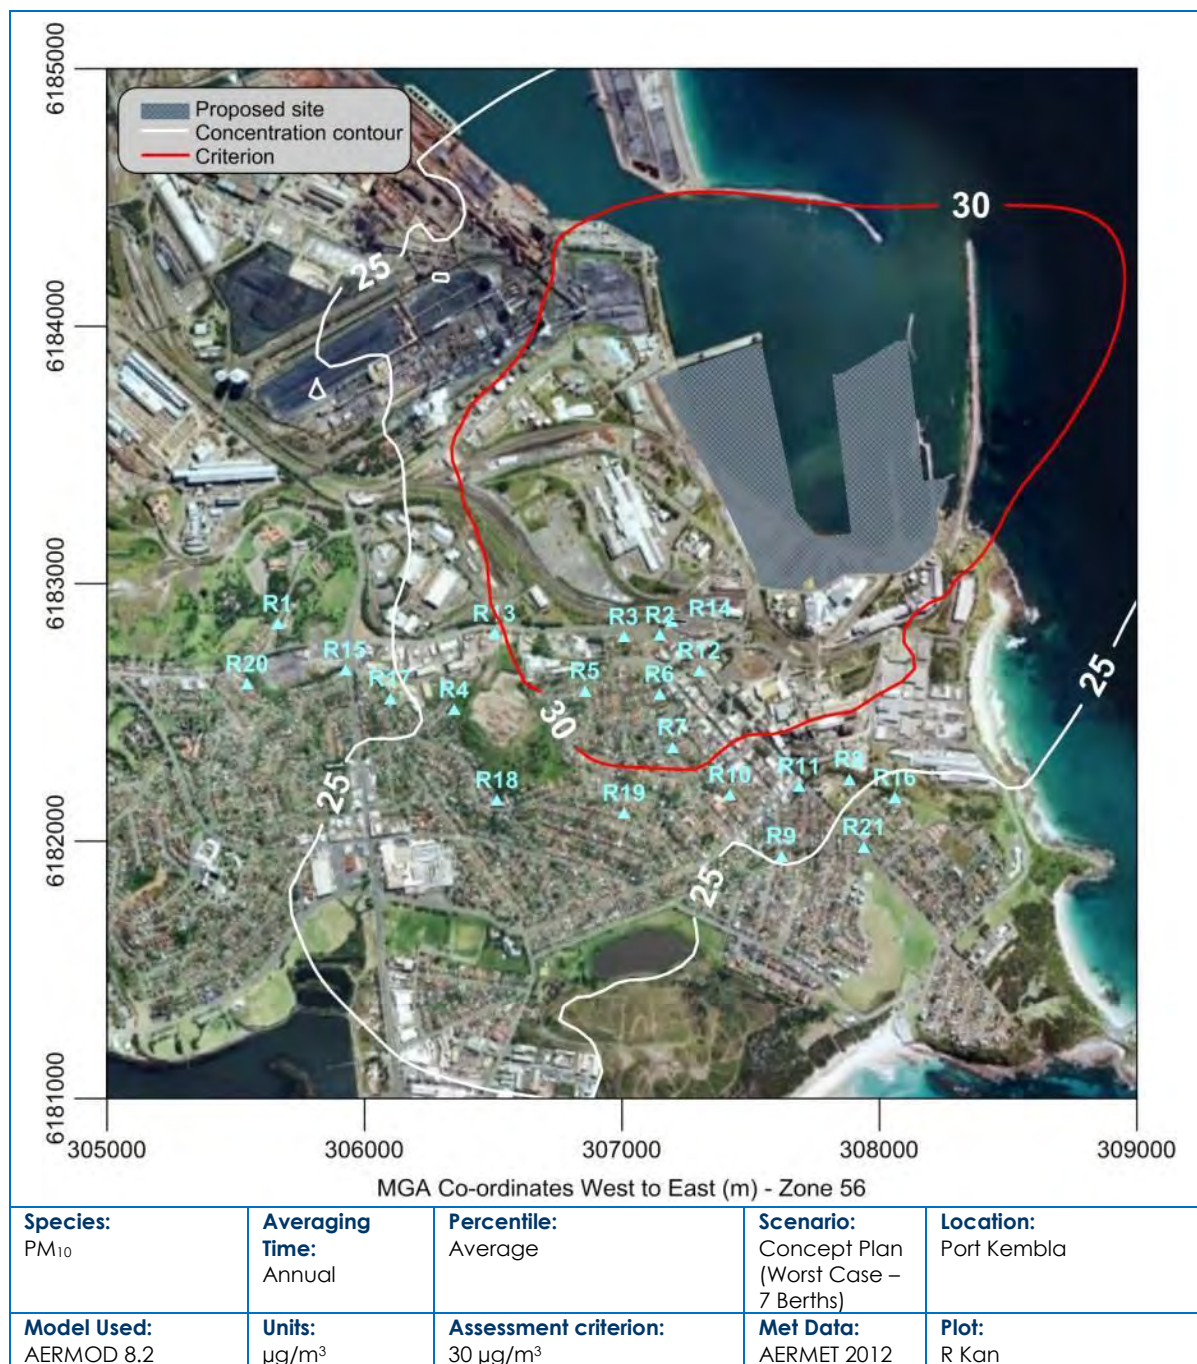 6185000
6184000
6183000
6182000
6181000
Proposed site
Concentration contour
Criterion
30
25
R1
R13
R3
R2
R14
R15
R12
R20
R17
R4
R5
R6
30
R7
25
R18
R19
R10
R11
R8
R16
25
R9
R21
25
305000
306000
307000
308000
309000
MGA Co-ordinates West to East (m) - Zone 56
Species:
PM10
Averaging
Time:
Annual
Percentile:
Average
Scenario:
Concept Plan
(Worst Case –
7 Berths)
Location:
Port Kembla
Model Used:
AERMOD 8.2
Units:
µg/m³
Assessment criterion:
30 µg/m³
Met Data:
AERMET 2012
Plot:
R Kan